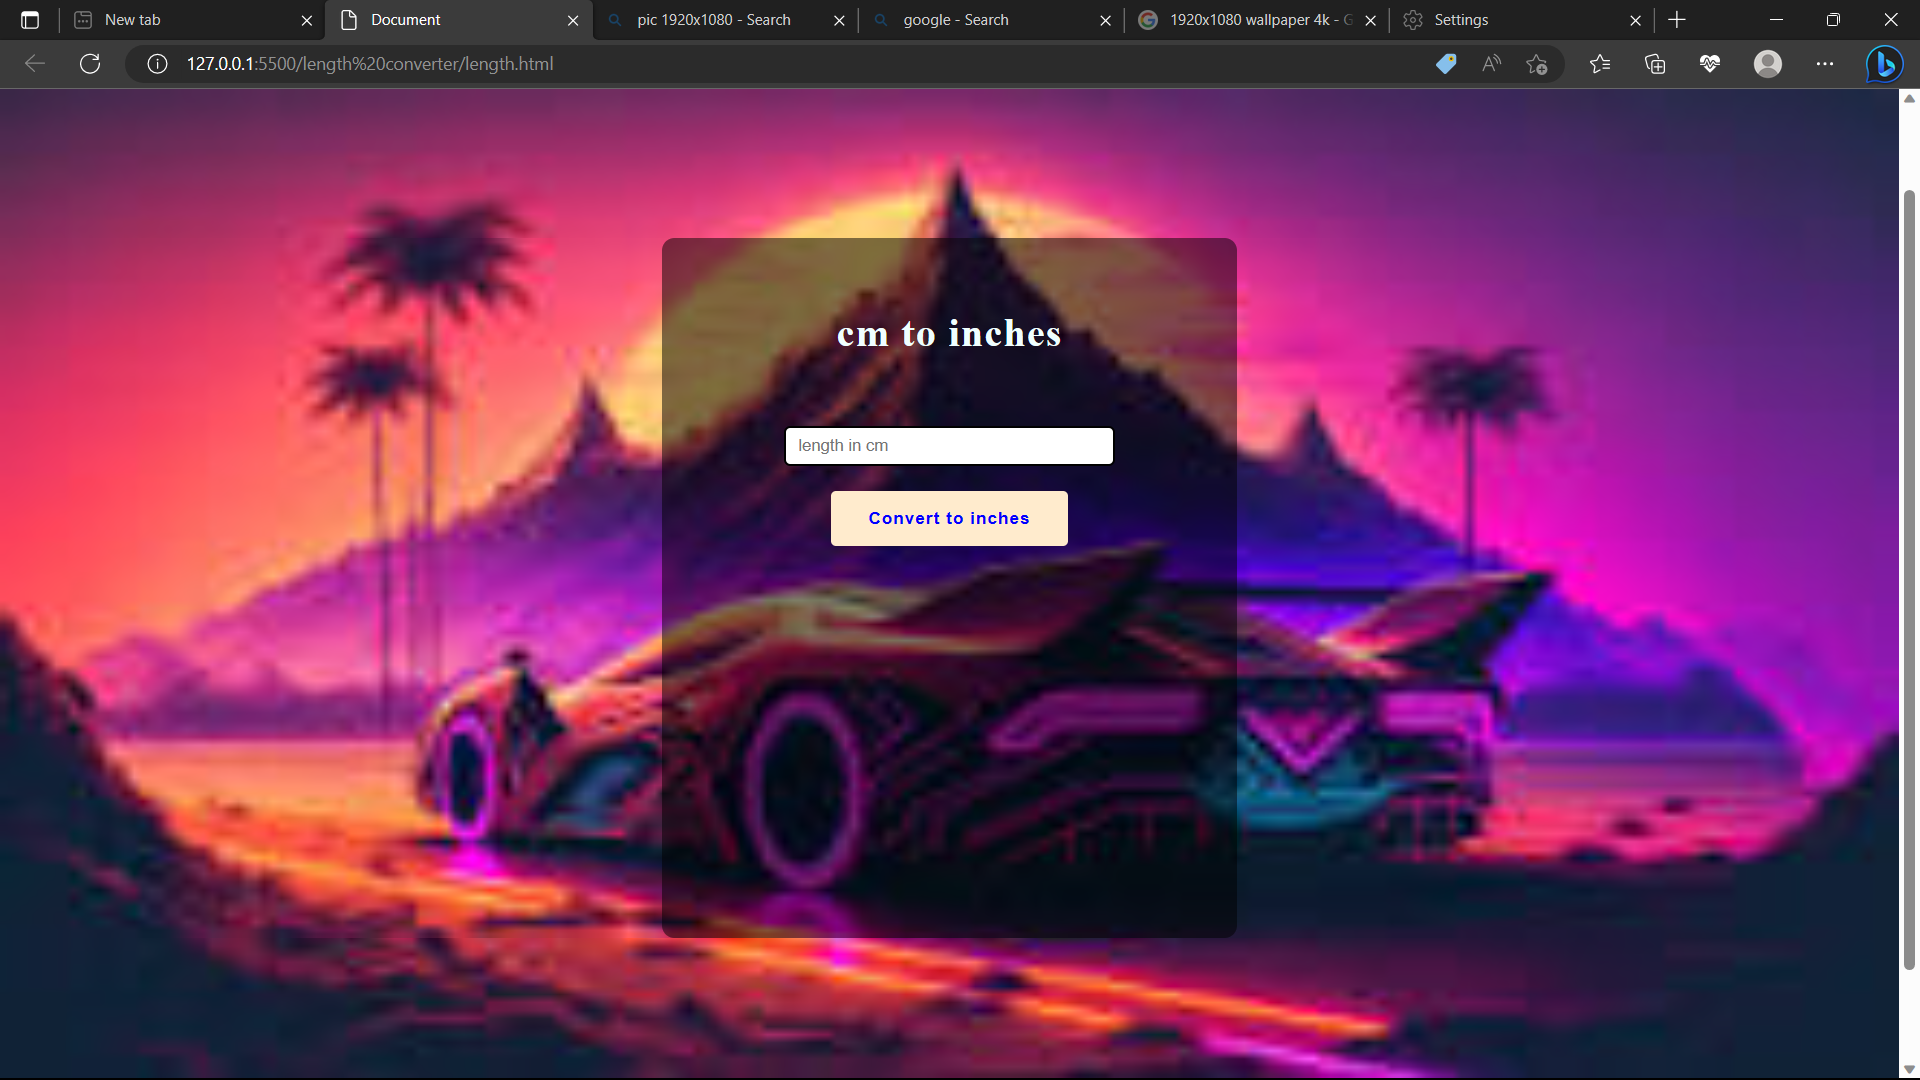 New tab
Document
pic 1920x1080 - Search
google - Search
1920x1080 wallpaper 4k - G
Settings
127.0.0.1:5500/length%20converter/length.html
cm to inches
length in cm
Convert to inches